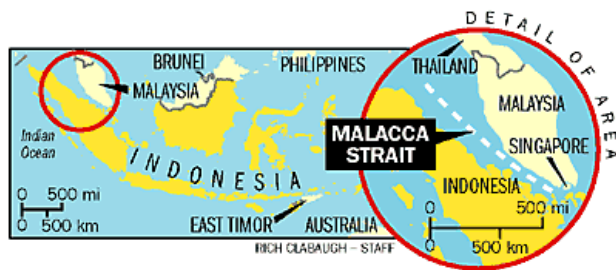 DETAIL OF AREA
BRUNEI
PHILIPPINES
MALAYSIA
Indian
Ocean
INDONESIA
0 500 mi
0 500 km
EAST TIMOR
AUSTRALIA
RICH CLABAUGH – STAFF
THAILAND
MALAYSIA
MALACCA
STRAIT
SINGAPORE
INDONESIA
0 500 mi
0 500 km